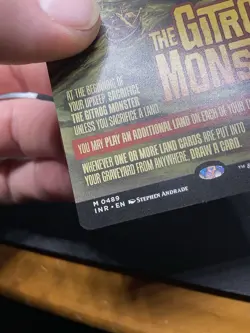 THE GITROG
MONS
AT THE BEGINNING OF
YOUR UPKEEP, SACRIFICE
THE GITROG MONSTER
UNLESS YOU SACRIFICE A LAND.
YOU MAY PLAY AN ADDITIONAL LAND ON EACH OF YOUR
WHENEVER ONE OR MORE LAND CARDS ARE PUT INTO
YOUR GRAVEYARD FROM ANYWHERE, DRAW A CARD.
M 0489
INR • EN STEPHEN ANDRADE